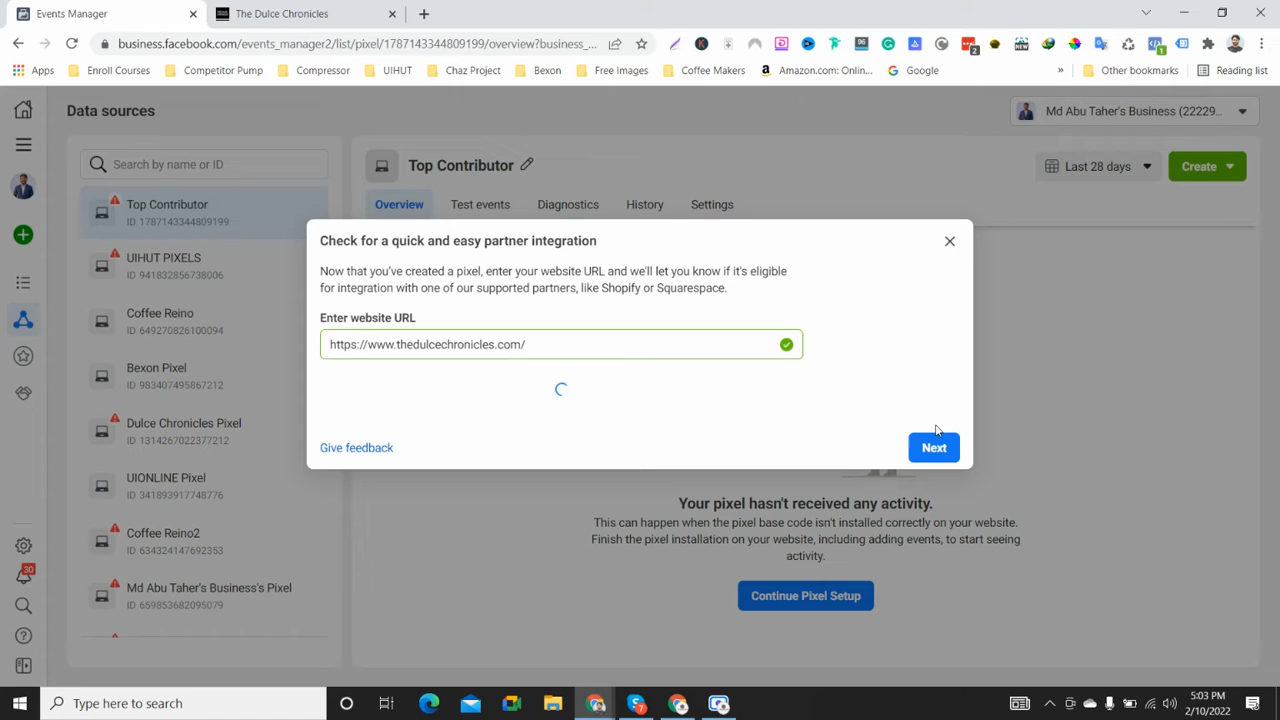 Events Manager
The Dulce Chronicles
business.facebook.com/events_manager2/list/pixel/1787143344809199/overview?business_...
Apps
Enroll Courses
Competitor Pump
Compressor
UIHUT
Chaz Project
Bexon
Free Images
Coffee Makers
Amazon.com: Onlin...
Google
»
Other bookmarks
Reading list
Data sources
Md Abu Taher's Business (22229...
Search by name or ID
Top Contributor
ID 1787143344809199
UIHUT PIXELS
ID 941832856738006
Coffee Reino
ID 649270826100094
Bexon Pixel
ID 983407495867212
Dulce Chronicles Pixel
ID 1314267022377212
UIONLINE Pixel
ID 341893917748776
Coffee Reino2
ID 634324147692353
Md Abu Taher's Business's Pixel
ID 659853682095079
30
Top Contributor
Last 28 days
Create
Overview
Test events
Diagnostics
History
Settings
Check for a quick and easy partner integration
Now that you've created a pixel, enter your website URL and we'll let you know if it's eligible
for integration with one of our supported partners, like Shopify or Squarespace.
Enter website URL
https://www.thedulcechronicles.com/
Give feedback
Next
Your pixel hasn't received any activity.
This can happen when the pixel base code isn't installed correctly on your website.
Finish the pixel installation on your website, including adding events, to start seeing
activity.
Continue Pixel Setup
Type here to search
5:03 PM
2/10/2022